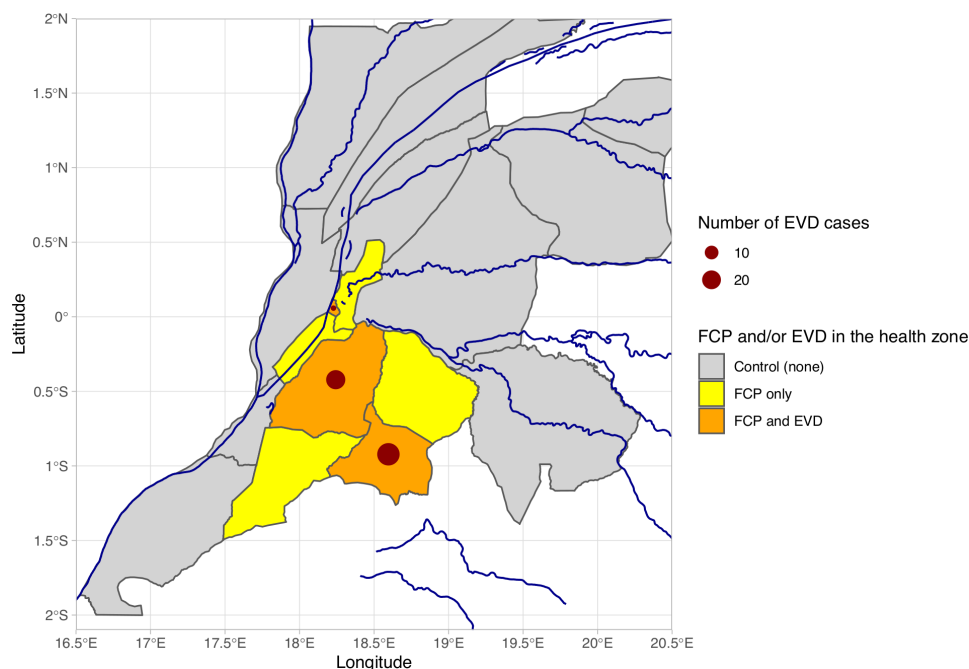 2°N
1.5°N
1°N
0.5°N
0°
0.5°S
1°S
1.5°S
2°S
Latitude
16.5°E 17°E 17.5°E 18°E 18.5°E 19°E 19.5°E 20°E 20.5°E
Longitude
Number of EVD cases
10
20
FCP and/or EVD in the health zone
Control (none)
FCP only
FCP and EVD